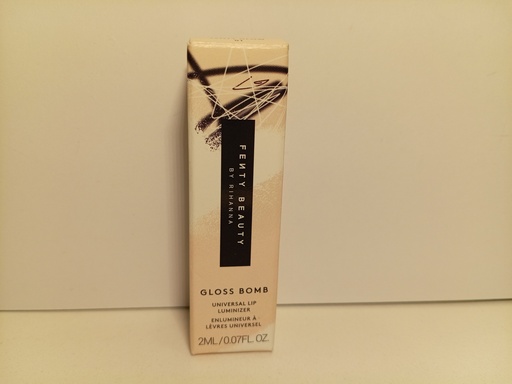 FENTY BEAUTY
BY RIHANNA
GLOSS BOMB
UNIVERSAL LIP
LUMINIZER
ENLUMINEUR À
LÈVRES UNIVERSEL
2ML/0.07FL. OZ.